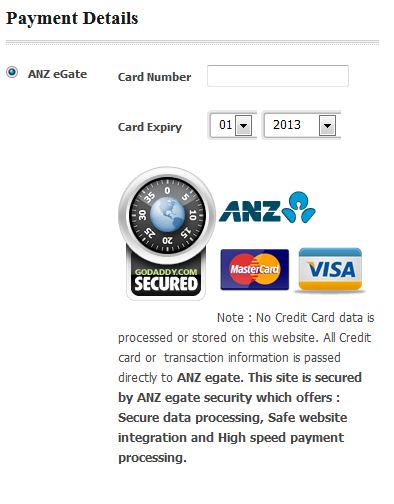 Payment Details
ANZ eGate
Card Number
Card Expiry 01 2013
0 5 10 15 20 25 30 35
ANZ
GODADDY.COM
SECURED
MasterCard VISA
Note : No Credit Card data is
processed or stored on this website. All Credit
card or transaction information is passed
directly to ANZ egate. This site is secured
by ANZ egate security which offers :
Secure data processing, Safe website
integration and High speed payment
processing.